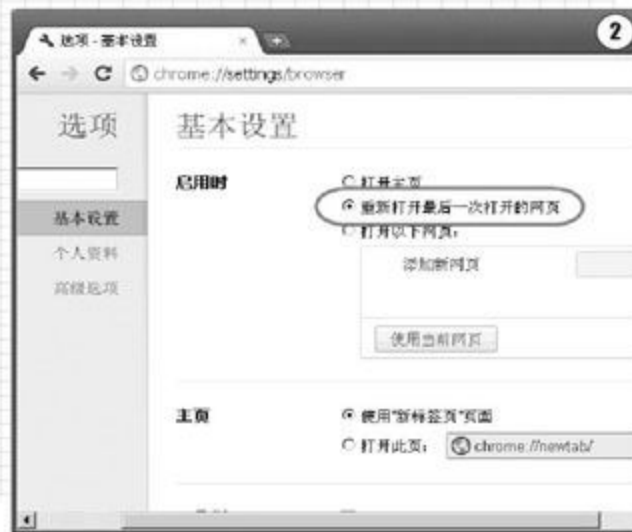 选项 - 基本设置
2
chrome://settings/browser
选项
基本设置
启用时
打开主页
重新打开最后一次打开的网页
打开以下网页：
基本设置
个人资料
高级选项
添加新网页
使用当前网页
主页
使用“新标签页”页面
打开此页：
chrome://newtab/